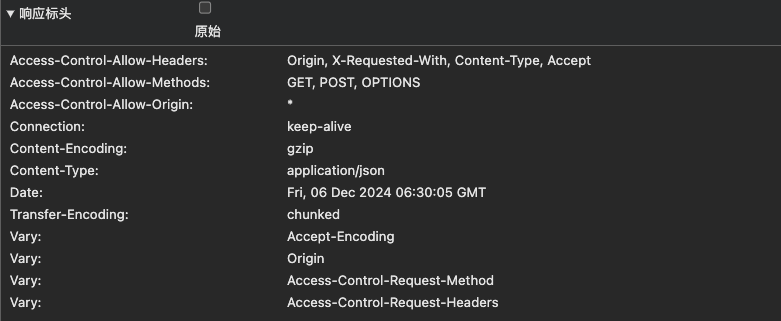 响应标头
原始
Access-Control-Allow-Headers: Origin, X-Requested-With, Content-Type, Accept
Access-Control-Allow-Methods: GET, POST, OPTIONS
Access-Control-Allow-Origin: *
Connection: keep-alive
Content-Encoding: gzip
Content-Type: application/json
Date: Fri, 06 Dec 2024 06:30:05 GMT
Transfer-Encoding: chunked
Vary: Accept-Encoding
Vary: Origin
Vary: Access-Control-Request-Method
Vary: Access-Control-Request-Headers